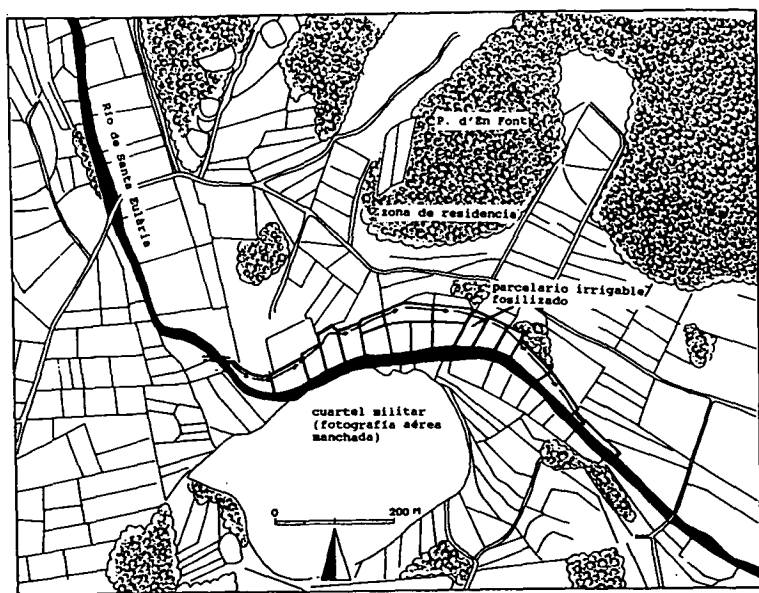 P. d'En Font
Río de Santa Eulària
zona de residencia
parcelario irrigable/
fosilizado
cuartel militar
(fotografía aérea
manchada)
0 200 M